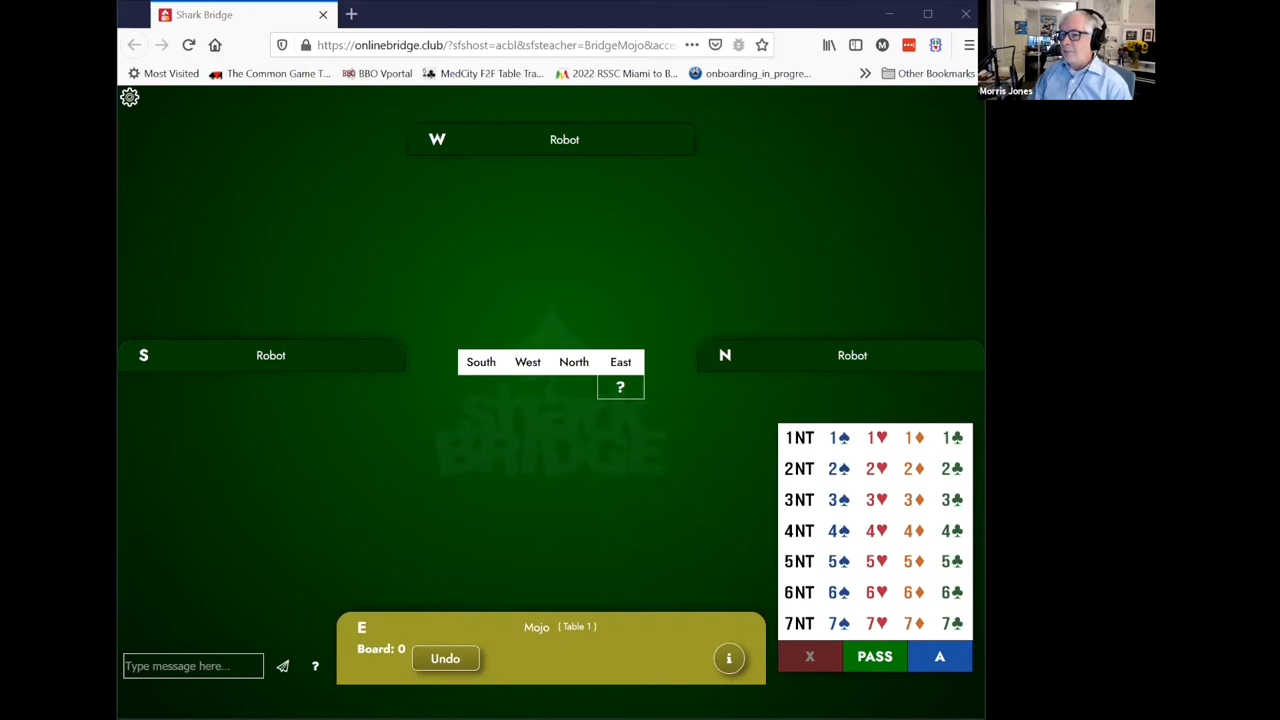 Shark Bridge
https://onlinebridge.club/?sfshost=acbl&sfsteacher=BridgeMojo&acce
Most Visited The Common Game T... BBO Vportal MedCity F2F Table Tra... 2022 RSSC Miami to B... onboarding_in_progre... Other Bookmarks
Morris Jones
W Robot
S Robot
N Robot
South West North East
?
shark
BRIDGE
1NT 1♠ 1♥ 1♦ 1♣
2NT 2♠ 2♥ 2♦ 2♣
3NT 3♠ 3♥ 3♦ 3♣
4NT 4♠ 4♥ 4♦ 4♣
5NT 5♠ 5♥ 5♦ 5♣
6NT 6♠ 6♥ 6♦ 6♣
7NT 7♠ 7♥ 7♦ 7♣
X PASS A
E Mojo ( Table 1 )
Board: 0 Undo i
Type message here... ?